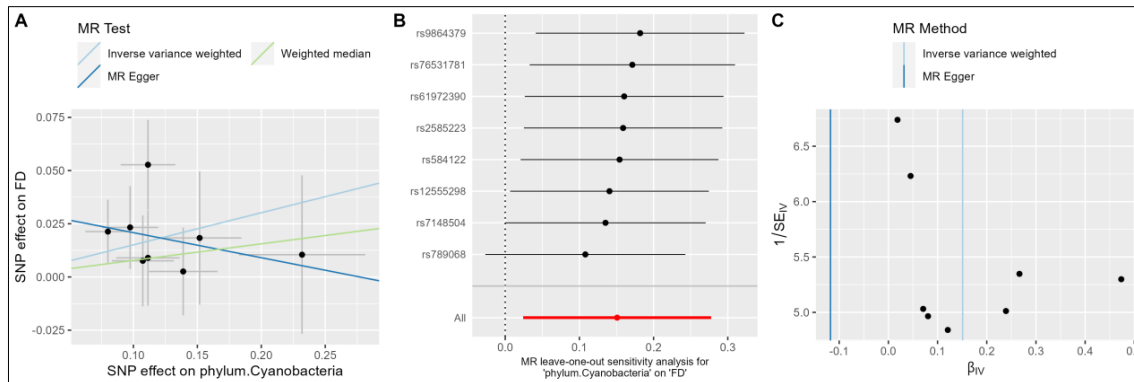 A
MR Test
Inverse variance weighted
Weighted median
MR Egger
0.075
0.050
0.025
0.000
-0.025
SNP effect on FD
0.10
0.15
0.20
0.25
SNP effect on phylum.Cyanobacteria
B
rs9864379
rs76531781
rs61972390
rs2585223
rs584122
rs12555298
rs7148504
rs789068
All
0.0
0.1
0.2
0.3
MR leave-one-out sensitivity analysis for
'phylum.Cyanobacteria' on 'FD'
C
MR Method
Inverse variance weighted
MR Egger
6.5
6.0
5.5
5.0
1/SEIV
-0.1
0.0
0.1
0.2
0.3
0.4
βIV